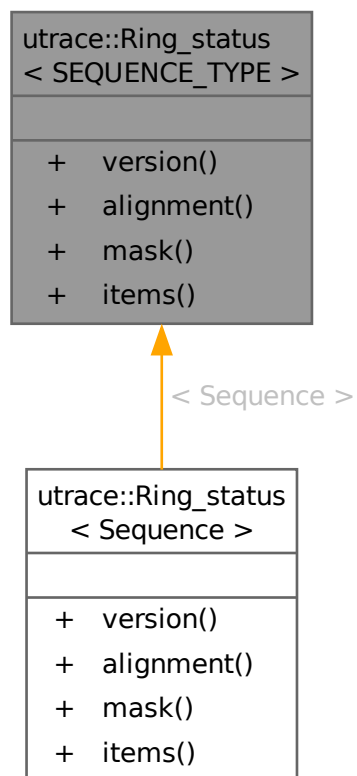 utrace::Ring_status
< SEQUENCE_TYPE >
+ version()
+ alignment()
+ mask()
+ items()
< Sequence >
utrace::Ring_status
< Sequence >
+ version()
+ alignment()
+ mask()
+ items()